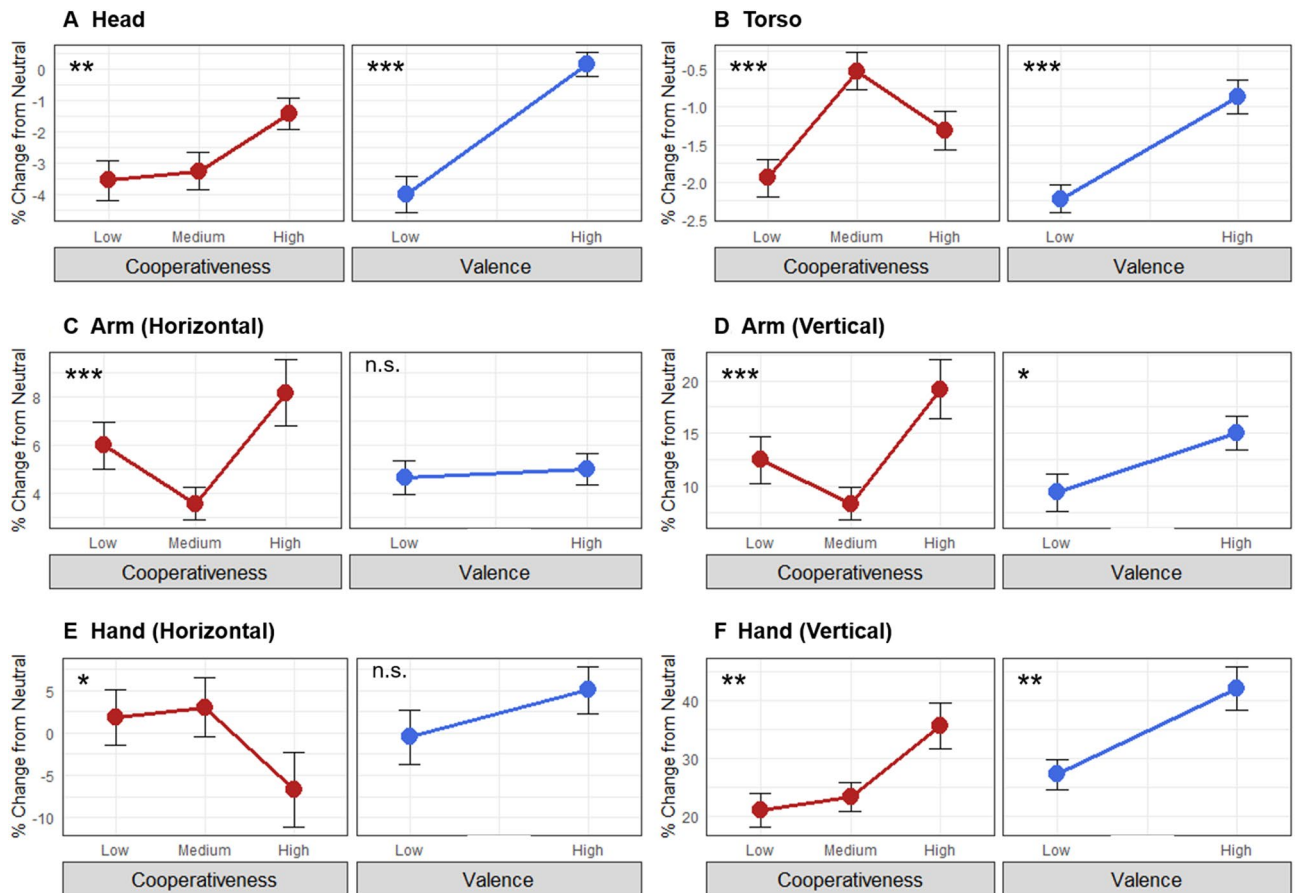 A Head
B Torso
% Change from Neutral
0
-1
-2
-3
-4
**
***
Low
Medium
High
Low
High
Cooperativeness
Valence
% Change from Neutral
-0.5
-1.0
-1.5
-2.0
-2.5
***
***
Low
Medium
High
Low
High
Cooperativeness
Valence
C Arm (Horizontal)
D Arm (Vertical)
% Change from Neutral
8
6
4
***
n.s.
Low
Medium
High
Low
High
Cooperativeness
Valence
% Change from Neutral
20
15
10
***
*
Low
Medium
High
Low
High
Cooperativeness
Valence
E Hand (Horizontal)
F Hand (Vertical)
% Change from Neutral
5
0
-5
-10
*
n.s.
Low
Medium
High
Low
High
Cooperativeness
Valence
% Change from Neutral
40
30
20
**
**
Low
Medium
High
Low
High
Cooperativeness
Valence